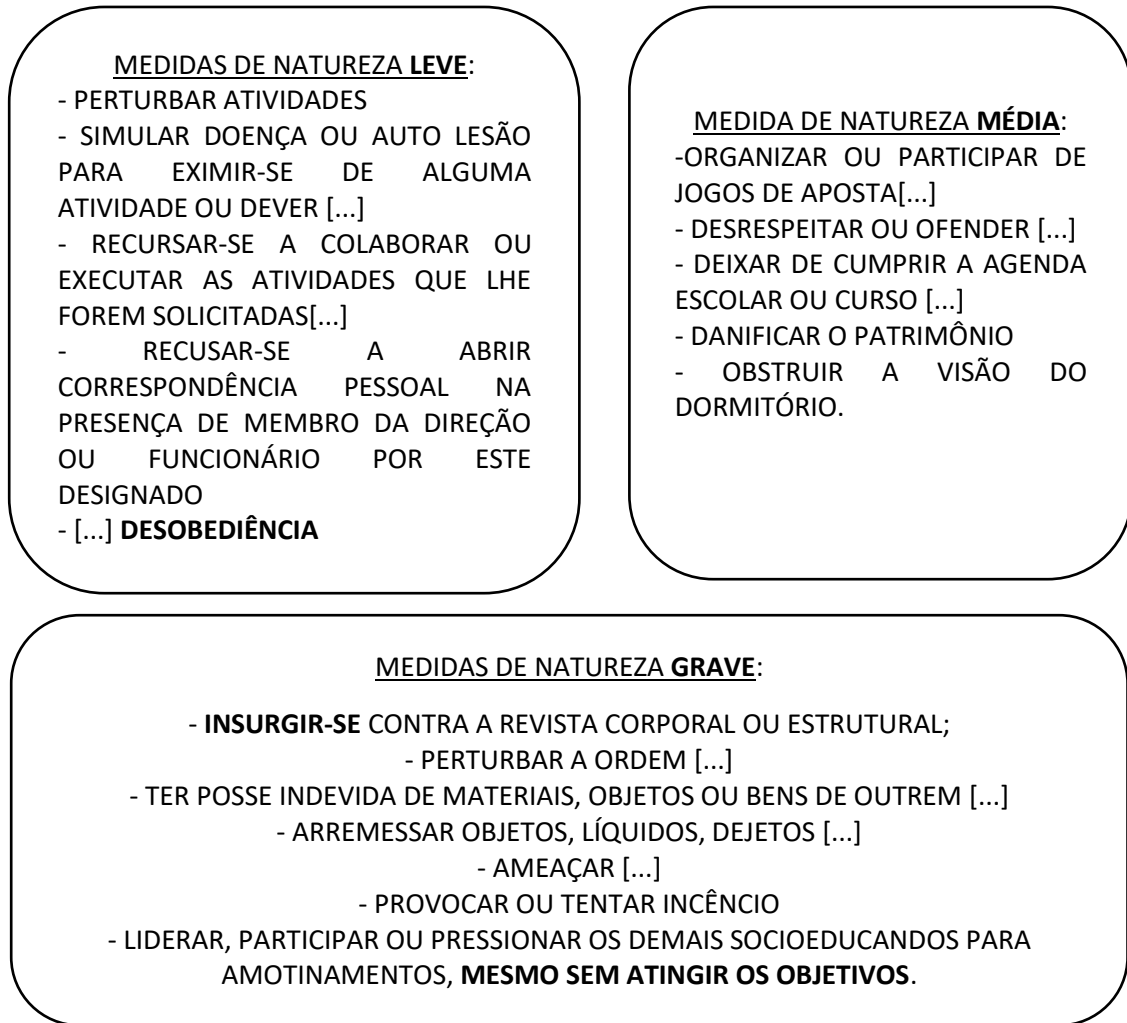 MEDIDAS DE NATUREZA LEVE:
- PERTURBAR ATIVIDADES
- SIMULAR DOENÇA OU AUTO LESÃO
PARA EXIMIR-SE DE ALGUMA
ATIVIDADE OU DEVER [...]
- RECURSAR-SE A COLABORAR OU
EXECUTAR AS ATIVIDADES QUE LHE
FOREM SOLICITADAS[...]
- RECUSAR-SE A ABRIR
CORRESPONDÊNCIA PESSOAL NA
PRESENÇA DE MEMBRO DA DIREÇÃO
OU FUNCIONÁRIO POR ESTE
DESIGNADO
- [...] DESOBEDIÊNCIA
MEDIDA DE NATUREZA MÉDIA:
-ORGANIZAR OU PARTICIPAR DE
JOGOS DE APOSTA[...]
- DESRESPEITAR OU OFENDER [...]
- DEIXAR DE CUMPRIR A AGENDA
ESCOLAR OU CURSO [...]
- DANIFICAR O PATRIMÔNIO
- OBSTRUIR A VISÃO DO
DORMITÓRIO.
MEDIDAS DE NATUREZA GRAVE:
- INSURGIR-SE CONTRA A REVISTA CORPORAL OU ESTRUTURAL;
- PERTURBAR A ORDEM [...]
- TER POSSE INDEVIDA DE MATERIAIS, OBJETOS OU BENS DE OUTREM [...]
- ARREMESSAR OBJETOS, LÍQUIDOS, DEJETOS [...]
- AMEAÇAR [...]
- PROVOCAR OU TENTAR INCÊNCIO
- LIDERAR, PARTICIPAR OU PRESSIONAR OS DEMAIS SOCIOEDUCANDOS PARA
AMOTINAMENTOS, MESMO SEM ATINGIR OS OBJETIVOS.